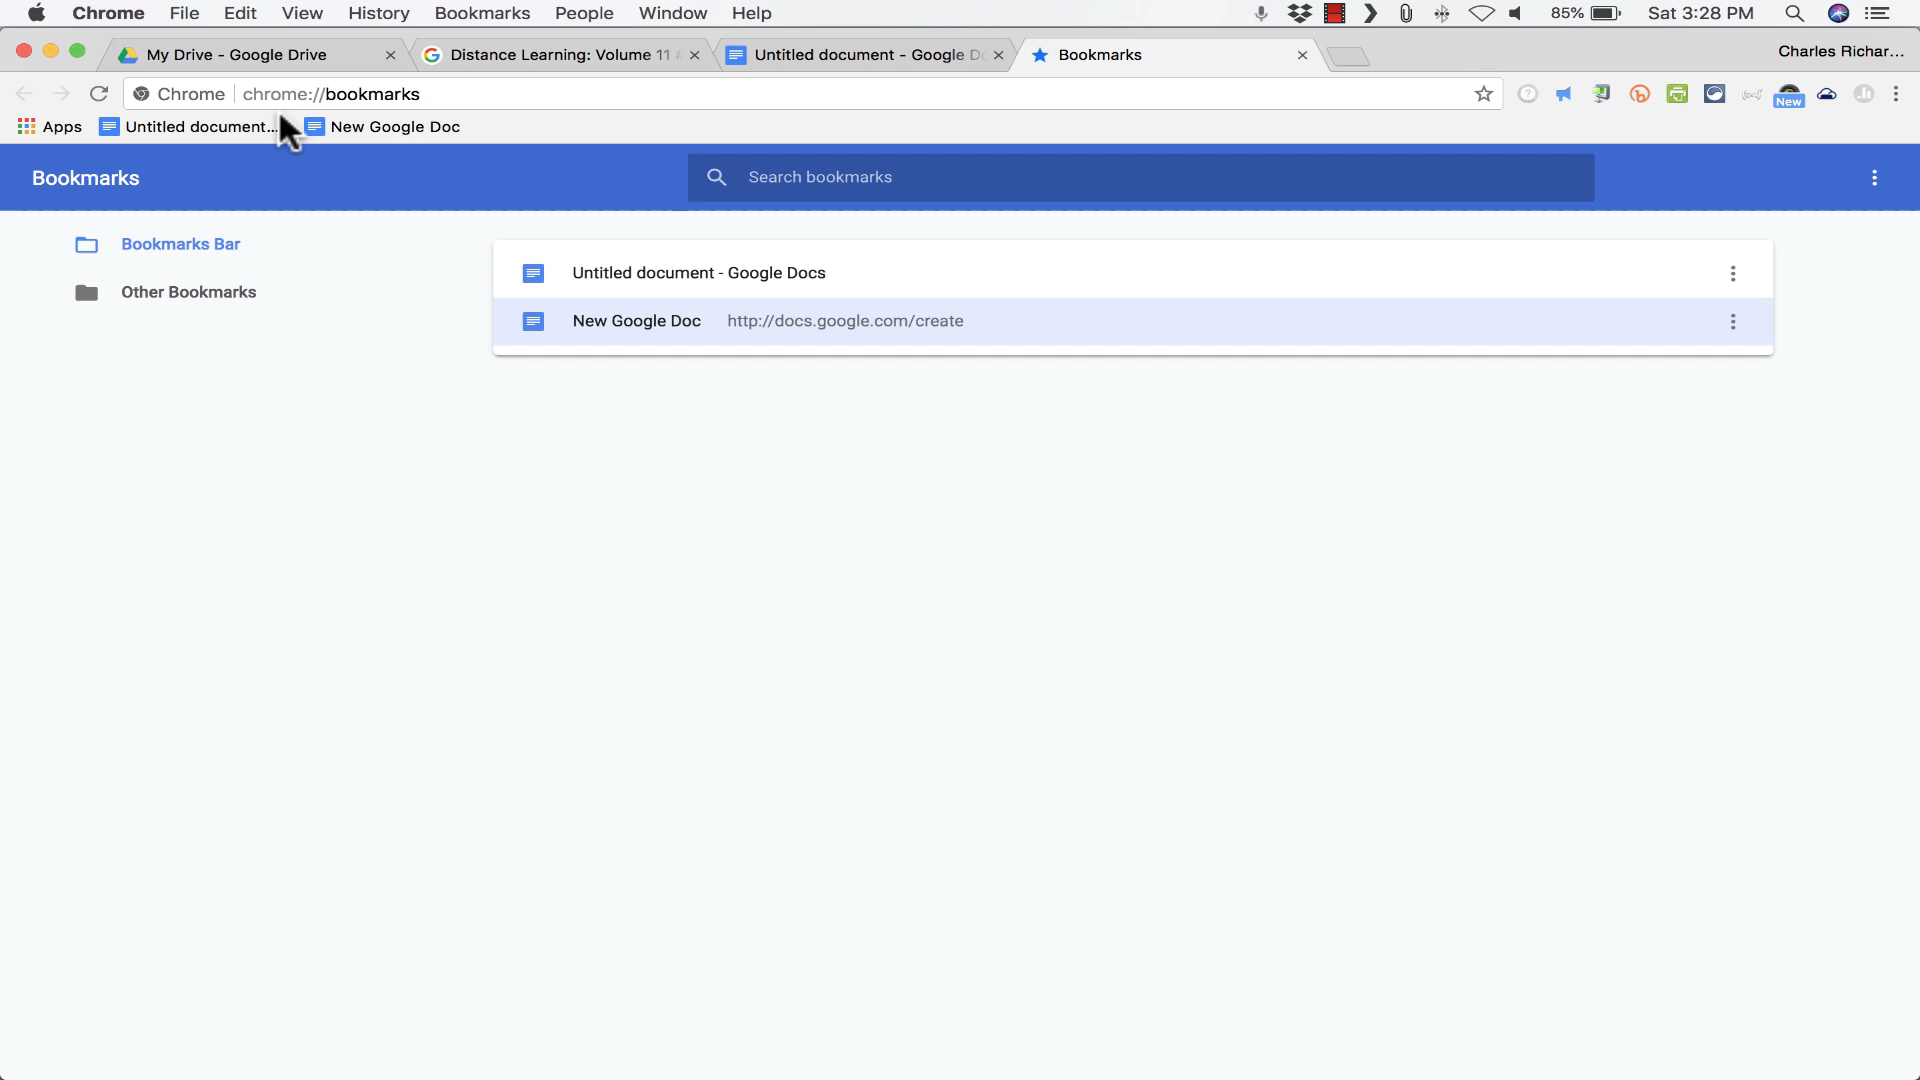 Chrome File Edit View History Bookmarks People Window Help 85% Sat 3:28 PM
My Drive - Google Drive Distance Learning: Volume 11 Untitled document - Google Bookmarks Charles Richar...
Chrome chrome://bookmarks New
Apps Untitled document... New Google Doc
Bookmarks Search bookmarks
Bookmarks Bar
Other Bookmarks
Untitled document - Google Docs
New Google Doc http://docs.google.com/create